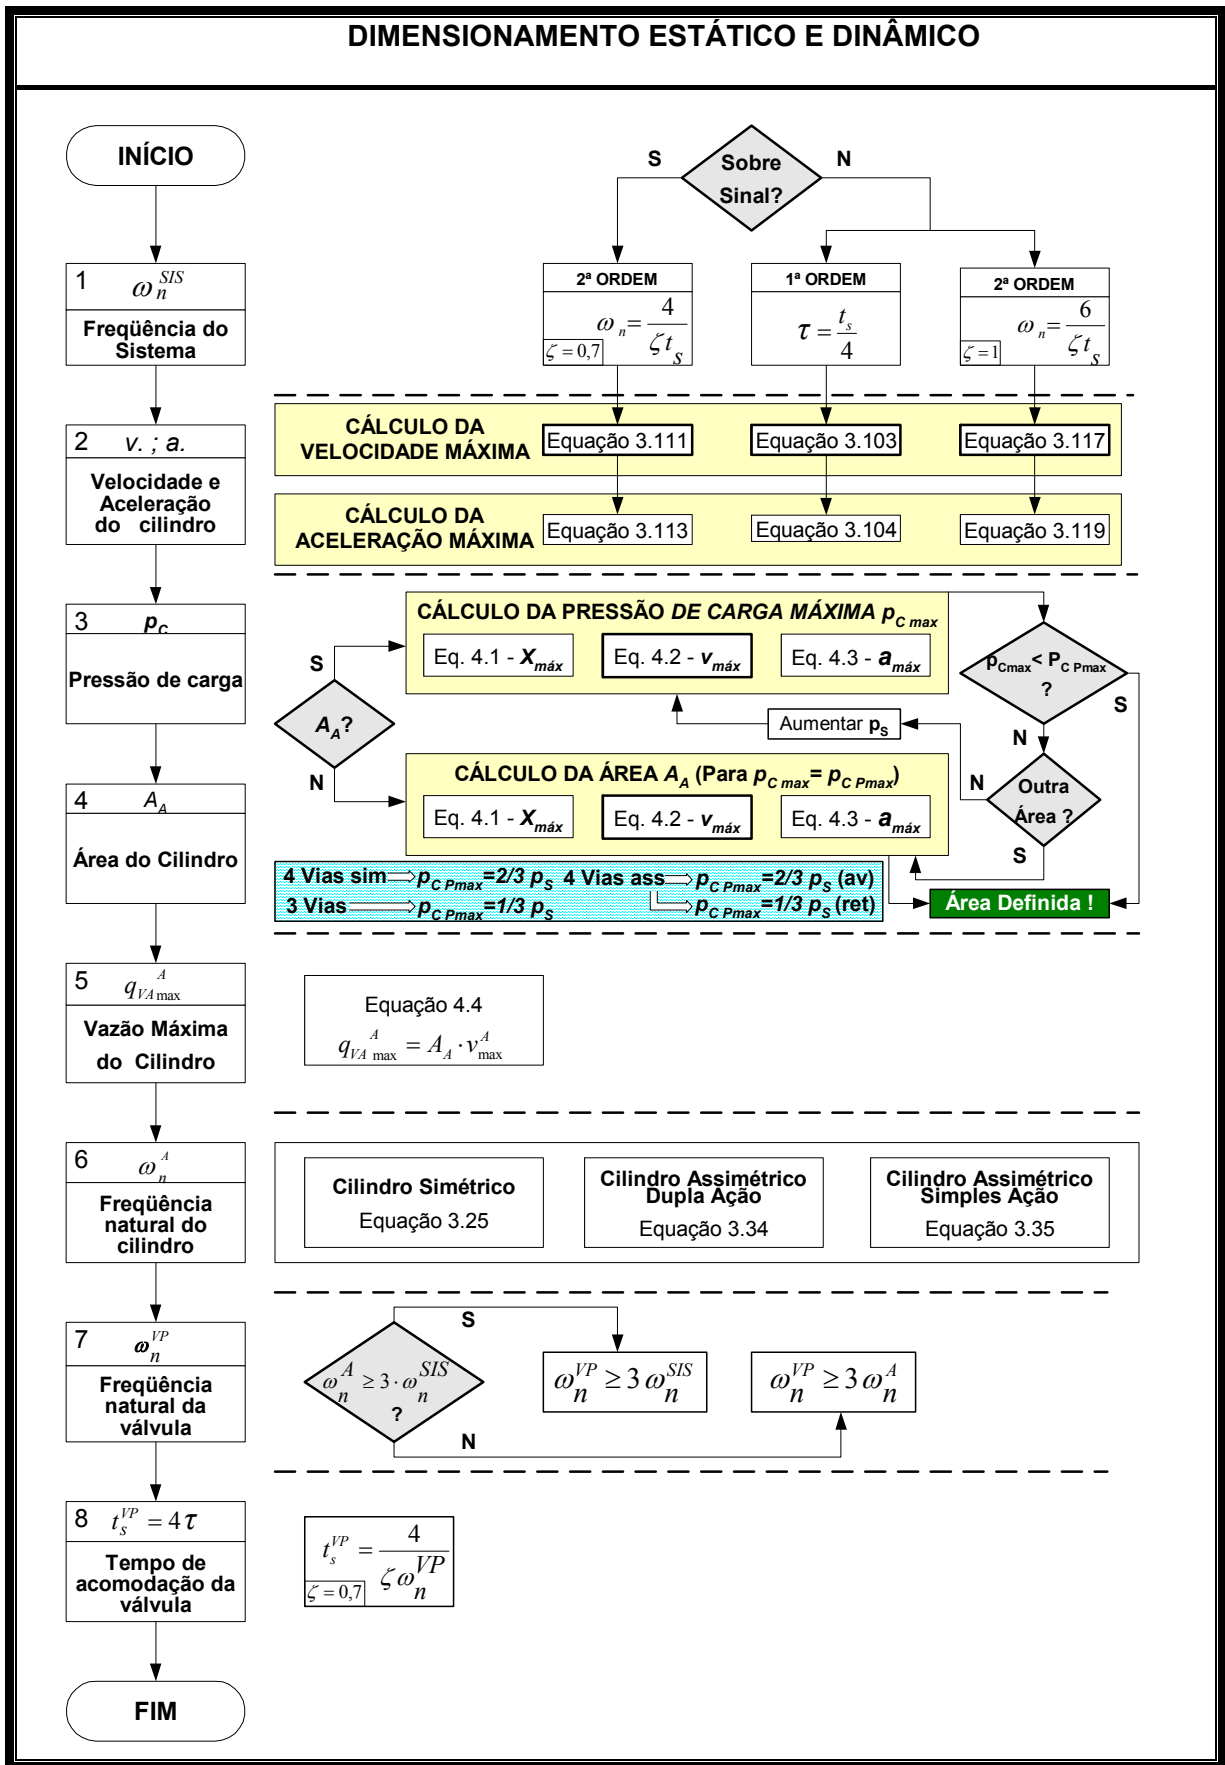 DIMENSIONAMENTO ESTÁTICO E DINÂMICO
INÍCIO
1 ω_n^SIS
Freqüência do
Sistema
2 v. ; a.
Velocidade e
Aceleração
do cilindro
3 p_C
Pressão de carga
4 A_A
Área do Cilindro
5 q_VA max^A
Vazão Máxima
do Cilindro
6 ω_n^A
Freqüência
natural do
cilindro
7 ω_n^VP
Freqüência
natural da
válvula
8 t_s^VP = 4 τ
Tempo de
acomodação da
válvula
FIM
S
Sobre
Sinal?
N
2ª ORDEM
ω_n = 4 / ζ t_S
ζ = 0,7
1ª ORDEM
τ = t_s / 4
2ª ORDEM
ω_n = 6 / ζ t_S
ζ = 1
CÁLCULO DA
VELOCIDADE MÁXIMA
Equação 3.111
Equação 3.103
Equação 3.117
CÁLCULO DA
ACELERAÇÃO MÁXIMA
Equação 3.113
Equação 3.104
Equação 3.119
CÁLCULO DA PRESSÃO DE CARGA MÁXIMA p_C max
Eq. 4.1 - X_máx
Eq. 4.2 - v_máx
Eq. 4.3 - a_máx
p_Cmax < P_C Pmax
?
S
S
A_A?
N
Aumentar p_S
N
N
Outra
Área ?
S
CÁLCULO DA ÁREA A_A (Para p_C max = p_C Pmax)
Eq. 4.1 - X_máx
Eq. 4.2 - v_máx
Eq. 4.3 - a_máx
4 Vias sim ⇒ p_C Pmax=2/3 p_S 4 Vias ass ⇒ p_C Pmax=2/3 p_S (av)
3 Vias ⇒ p_C Pmax=1/3 p_S ⇒ p_C Pmax=1/3 p_S (ret)
Área Definida !
Equação 4.4
q_VA max^A = A_A · v_max^A
Cilindro Simétrico
Equação 3.25
Cilindro Assimétrico
Dupla Ação
Equação 3.34
Cilindro Assimétrico
Simples Ação
Equação 3.35
S
ω_n^A ≥ 3 · ω_n^SIS
?
N
ω_n^VP ≥ 3 ω_n^SIS
ω_n^VP ≥ 3 ω_n^A
t_s^VP = 4 / ζ ω_n^VP
ζ = 0,7